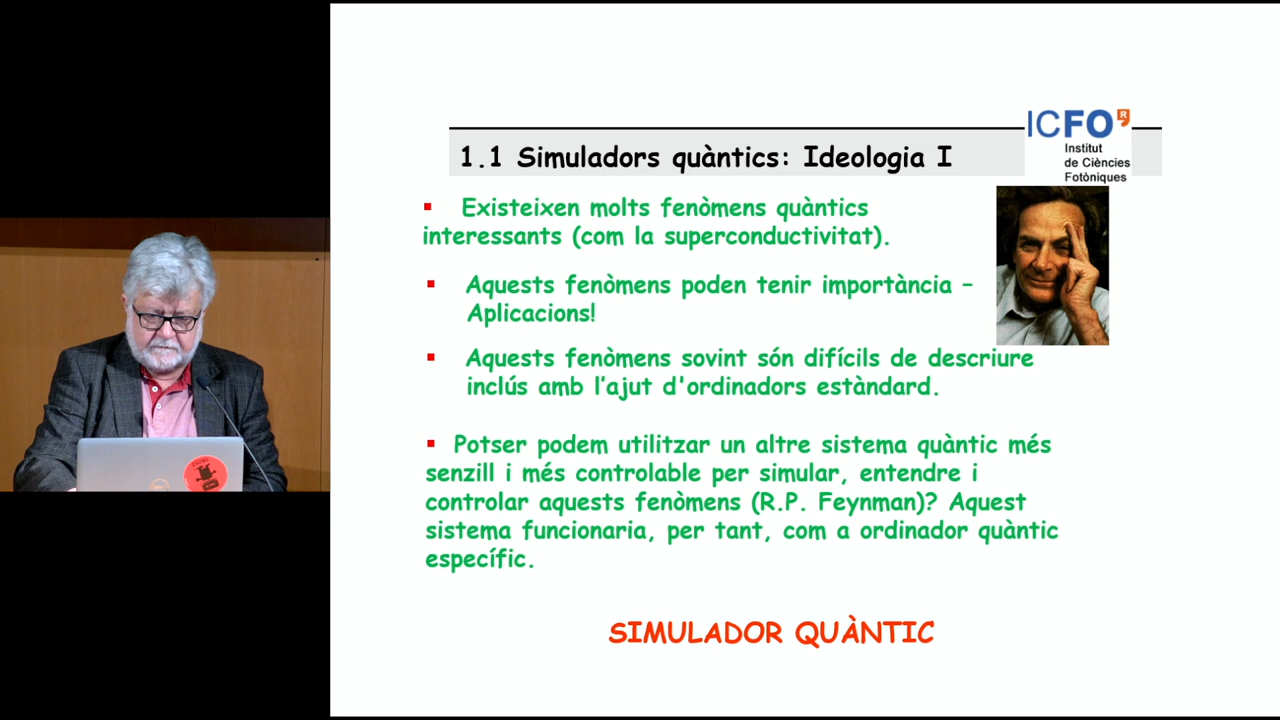 ICFO
R
Institut
de Ciències
Fotòniques
1.1 Simuladors quàntics: Ideologia I
▪ Existeixen molts fenòmens quàntics
interessants (com la superconductivitat).
▪ Aquests fenòmens poden tenir importància –
Aplicacions!
▪ Aquests fenòmens sovint són difícils de descriure
inclús amb l’ajut d'ordinadors estàndard.
▪ Potser podem utilitzar un altre sistema quàntic més
senzill i més controlable per simular, entendre i
controlar aquests fenòmens (R.P. Feynman)? Aquest
sistema funcionaria, per tant, com a ordinador quàntic
específic.
SIMULADOR QUÀNTIC